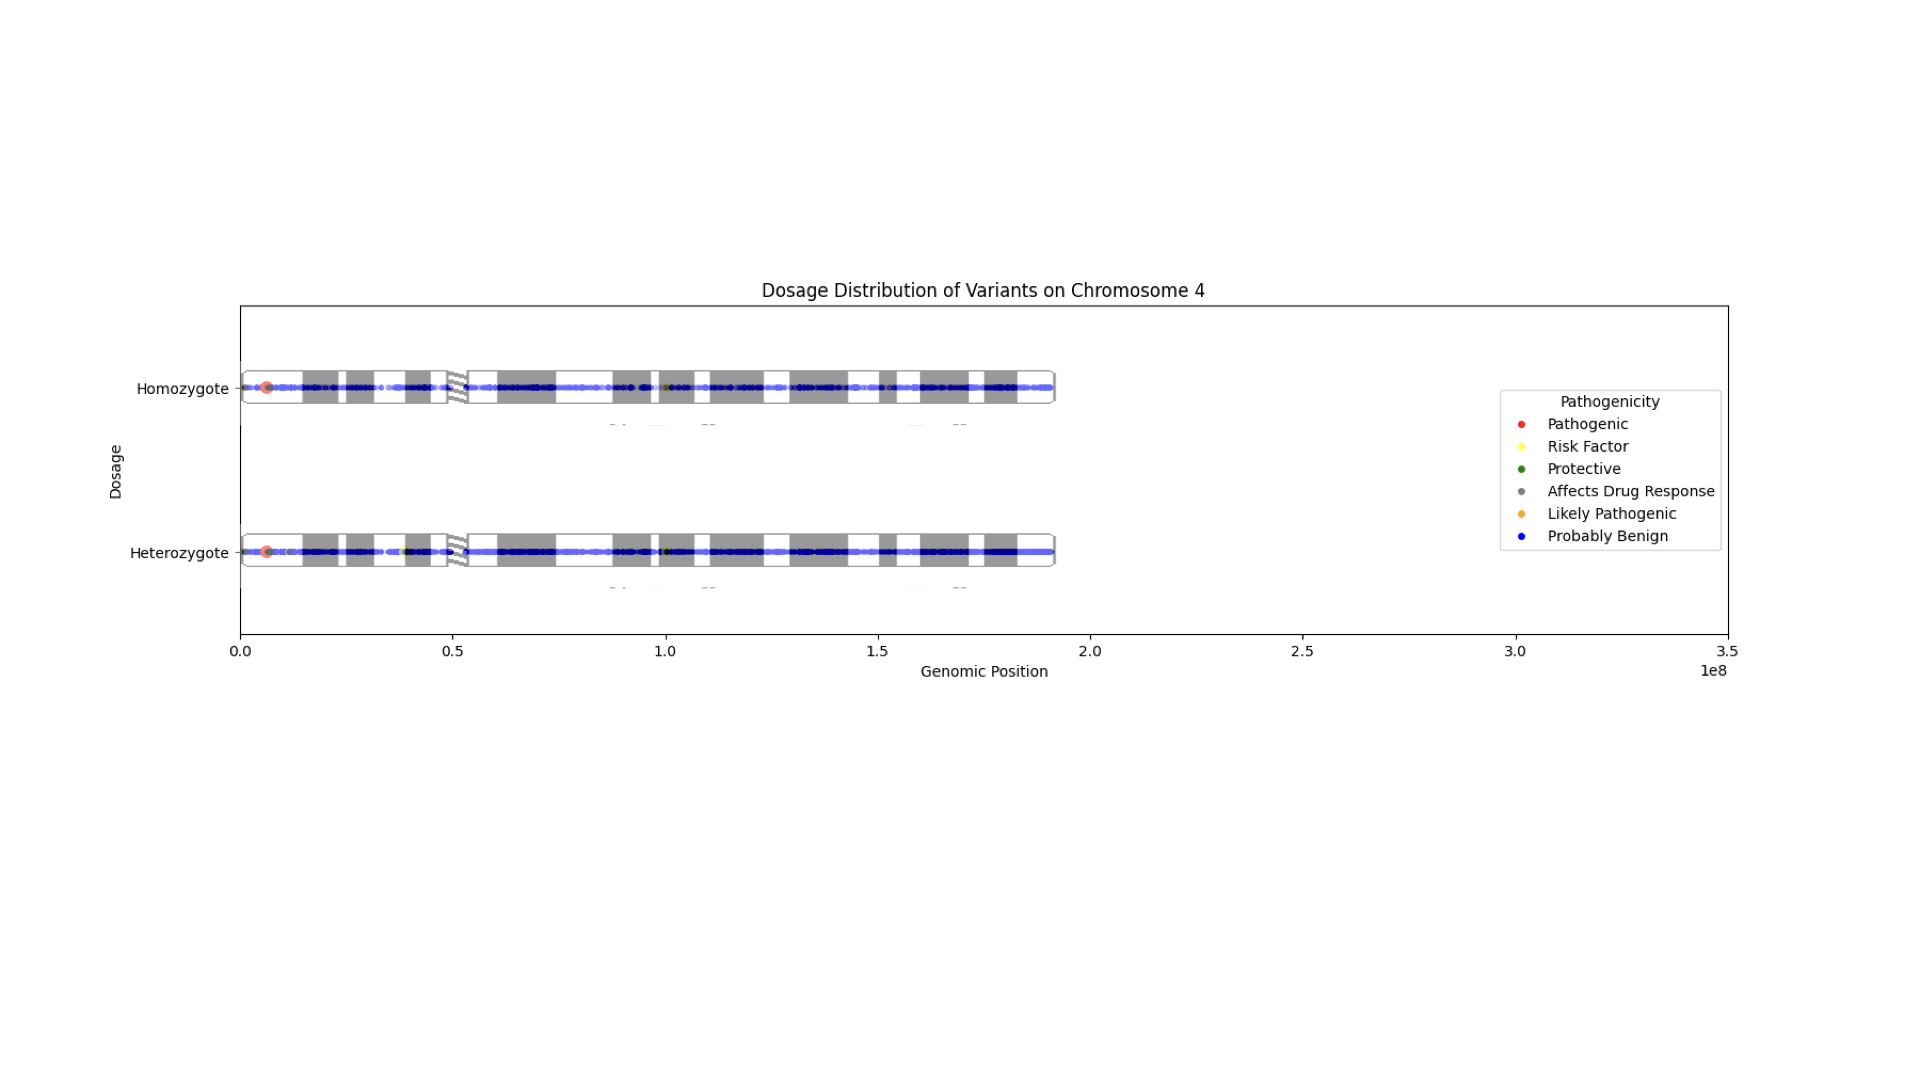 Dosage Distribution of Variants on Chromosome 4
Homozygote
Heterozygote
Dosage
Pathogenicity
Pathogenic
Risk Factor
Protective
Affects Drug Response
Likely Pathogenic
Probably Benign
0.0 0.5 1.0 1.5 2.0 2.5 3.0 3.5
1e8
Genomic Position